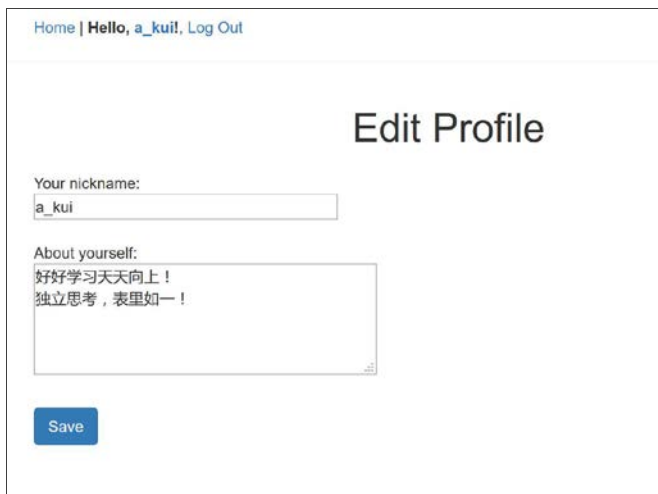 Home | Hello, a_kui!, Log Out
Edit Profile
Your nickname:
a_kui
About yourself:
好好学习天天向上！
独立思考，表里如一！
Save